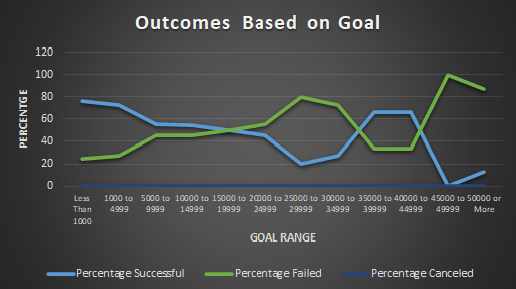 Outcomes Based on Goal
120
100
80
60
40
20
0
PERCENTGE
Less Than 1000
1000 to 4999
5000 to 9999
10000 to 14999
15000 to 19999
20000 to 24999
25000 to 29999
30000 to 34999
35000 to 39999
40000 to 44999
45000 to 49999
50000 or More
GOAL RANGE
Percentage Successful
Percentage Failed
Percentage Canceled